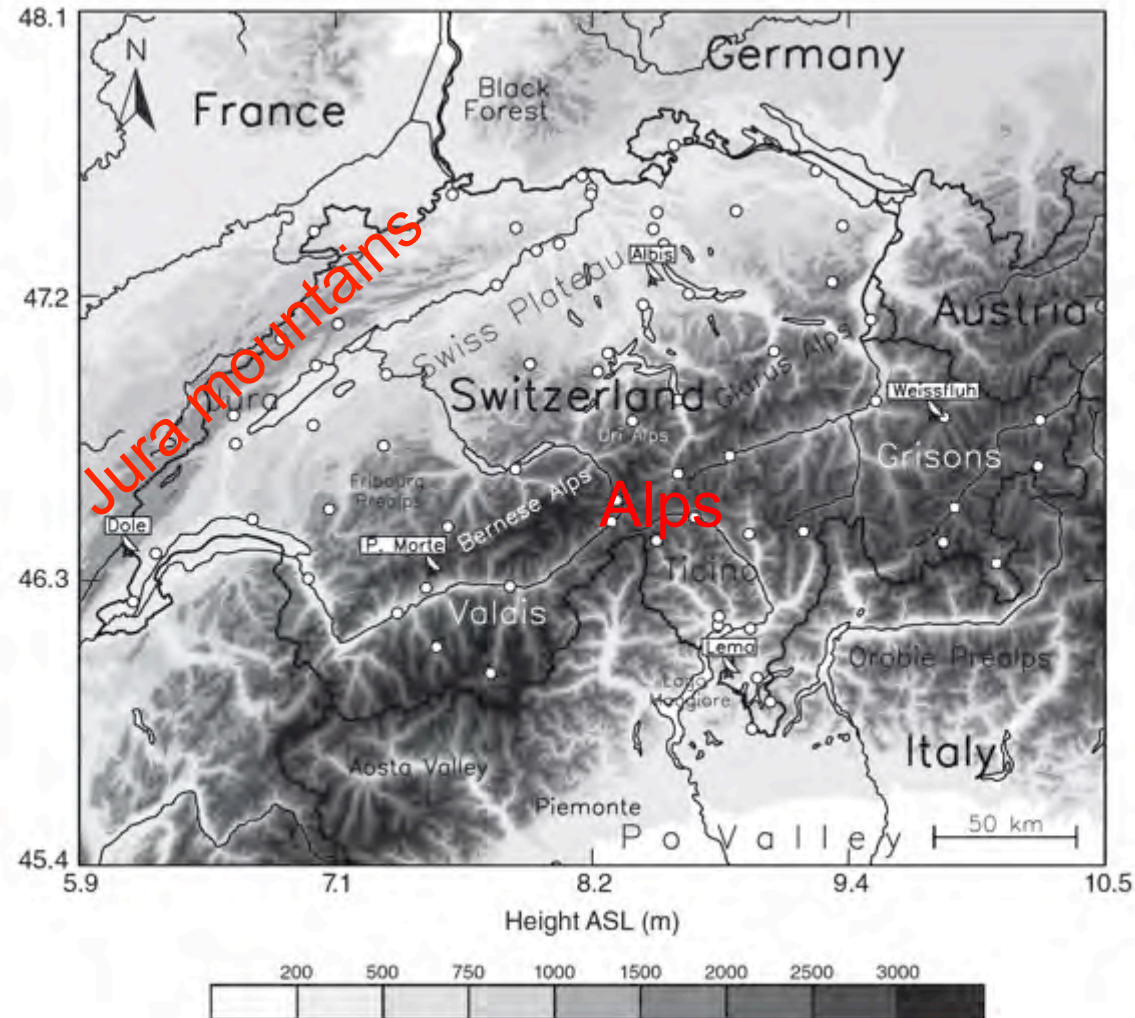 48.1
N
Germany
France
Black
Forest
Jura mountains
Albis
47.2
Swiss Plateau
Austria
Glarus Alps
Switzerland
Weissfluh
Jura
Uri Alps
Grisons
Fribourg
Prealps
Bernese Alps
Alps
Dole
P. Morte
46.3
Ticino
Valais
Lema
Orobie Prealps
Lago
Maggiore
Italy
Aosta Valley
Piemonte
Po Valley
50 km
45.4
5.9
7.1
8.2
9.4
10.5
Height ASL (m)
200
500
750
1000
1500
2000
2500
3000